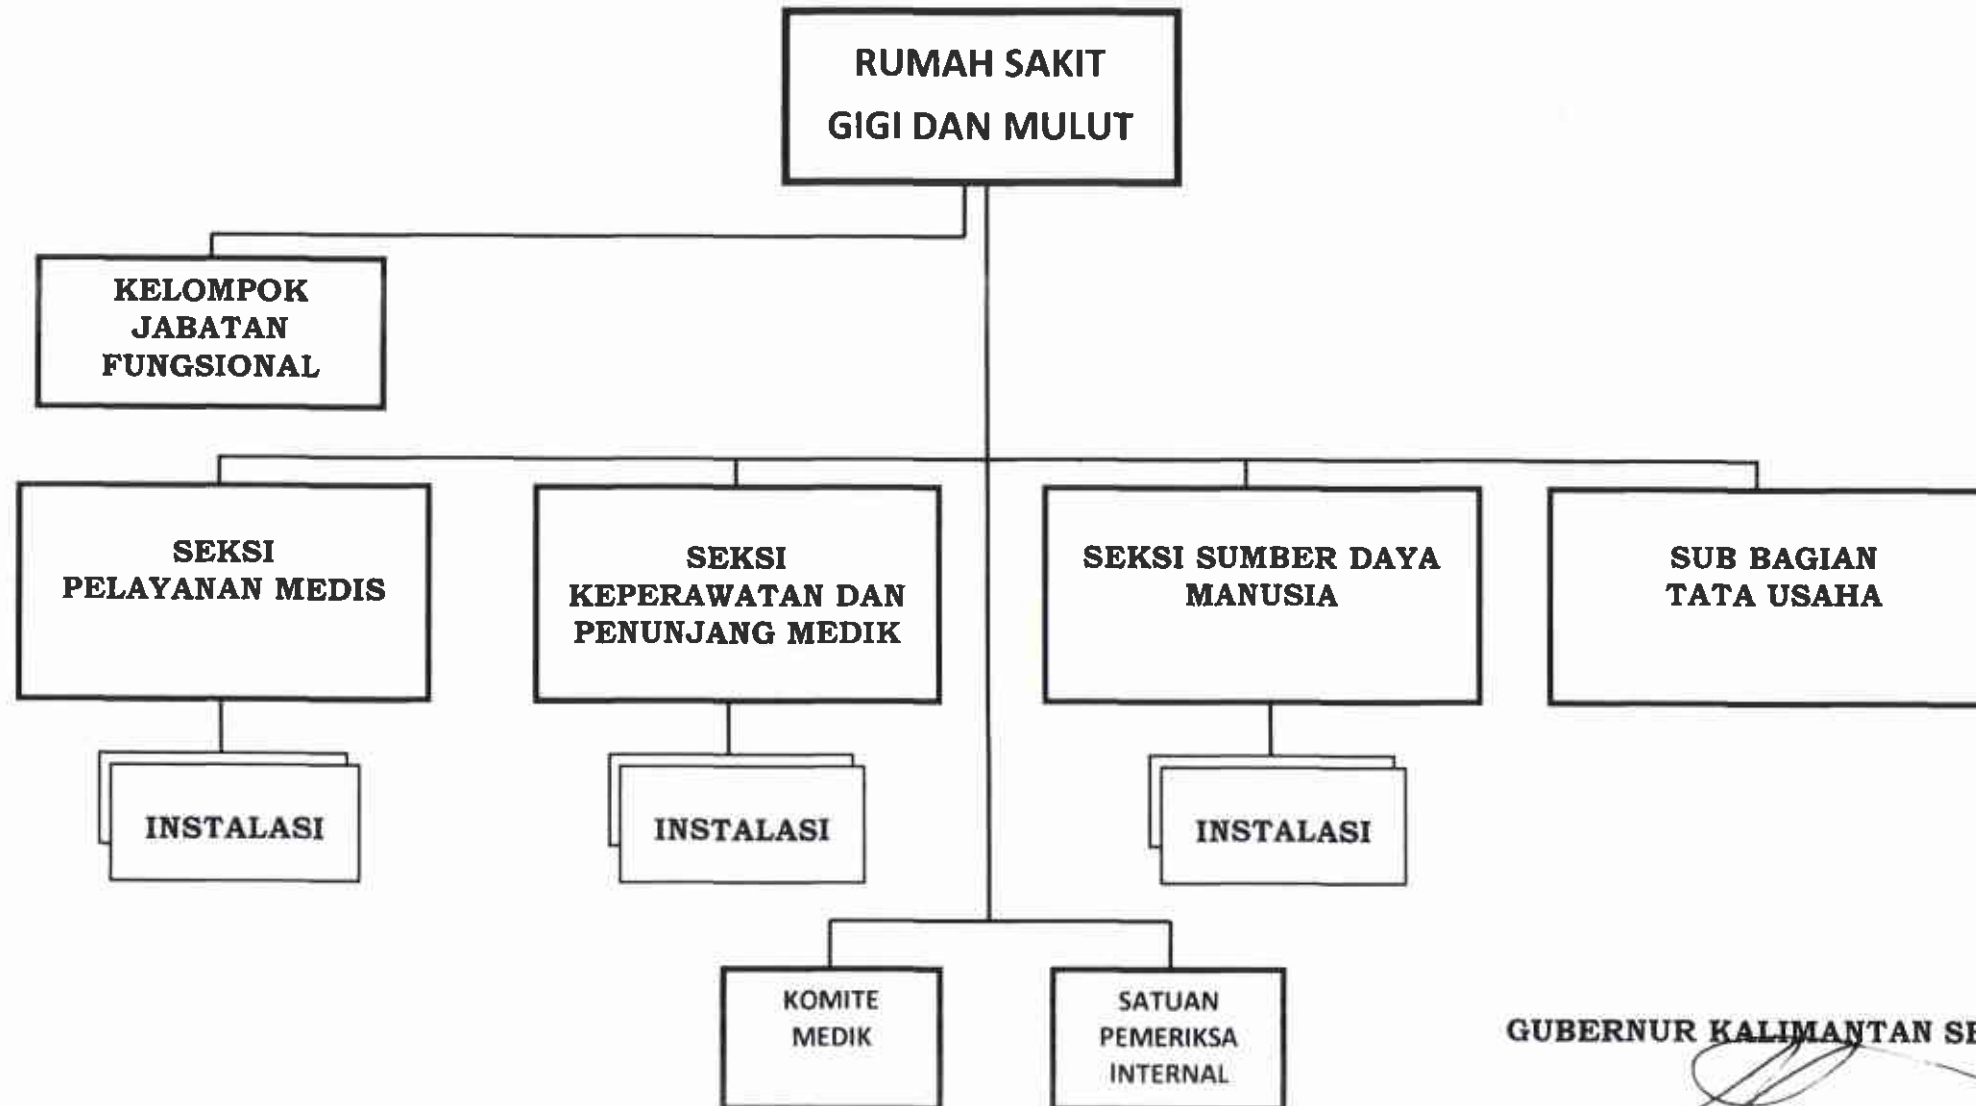 RUMAH SAKIT
GIGI DAN MULUT
KELOMPOK
JABATAN
FUNGSIONAL
SEKSI
PELAYANAN MEDIS
SEKSI
KEPERAWATAN DAN
PENUNJANG MEDIK
SEKSI SUMBER DAYA
MANUSIA
SUB BAGIAN
TATA USAHA
INSTALASI
INSTALASI
INSTALASI
KOMITE
MEDIK
SATUAN
PEMERIKSA
INTERNAL
GUBERNUR KALIMANTAN